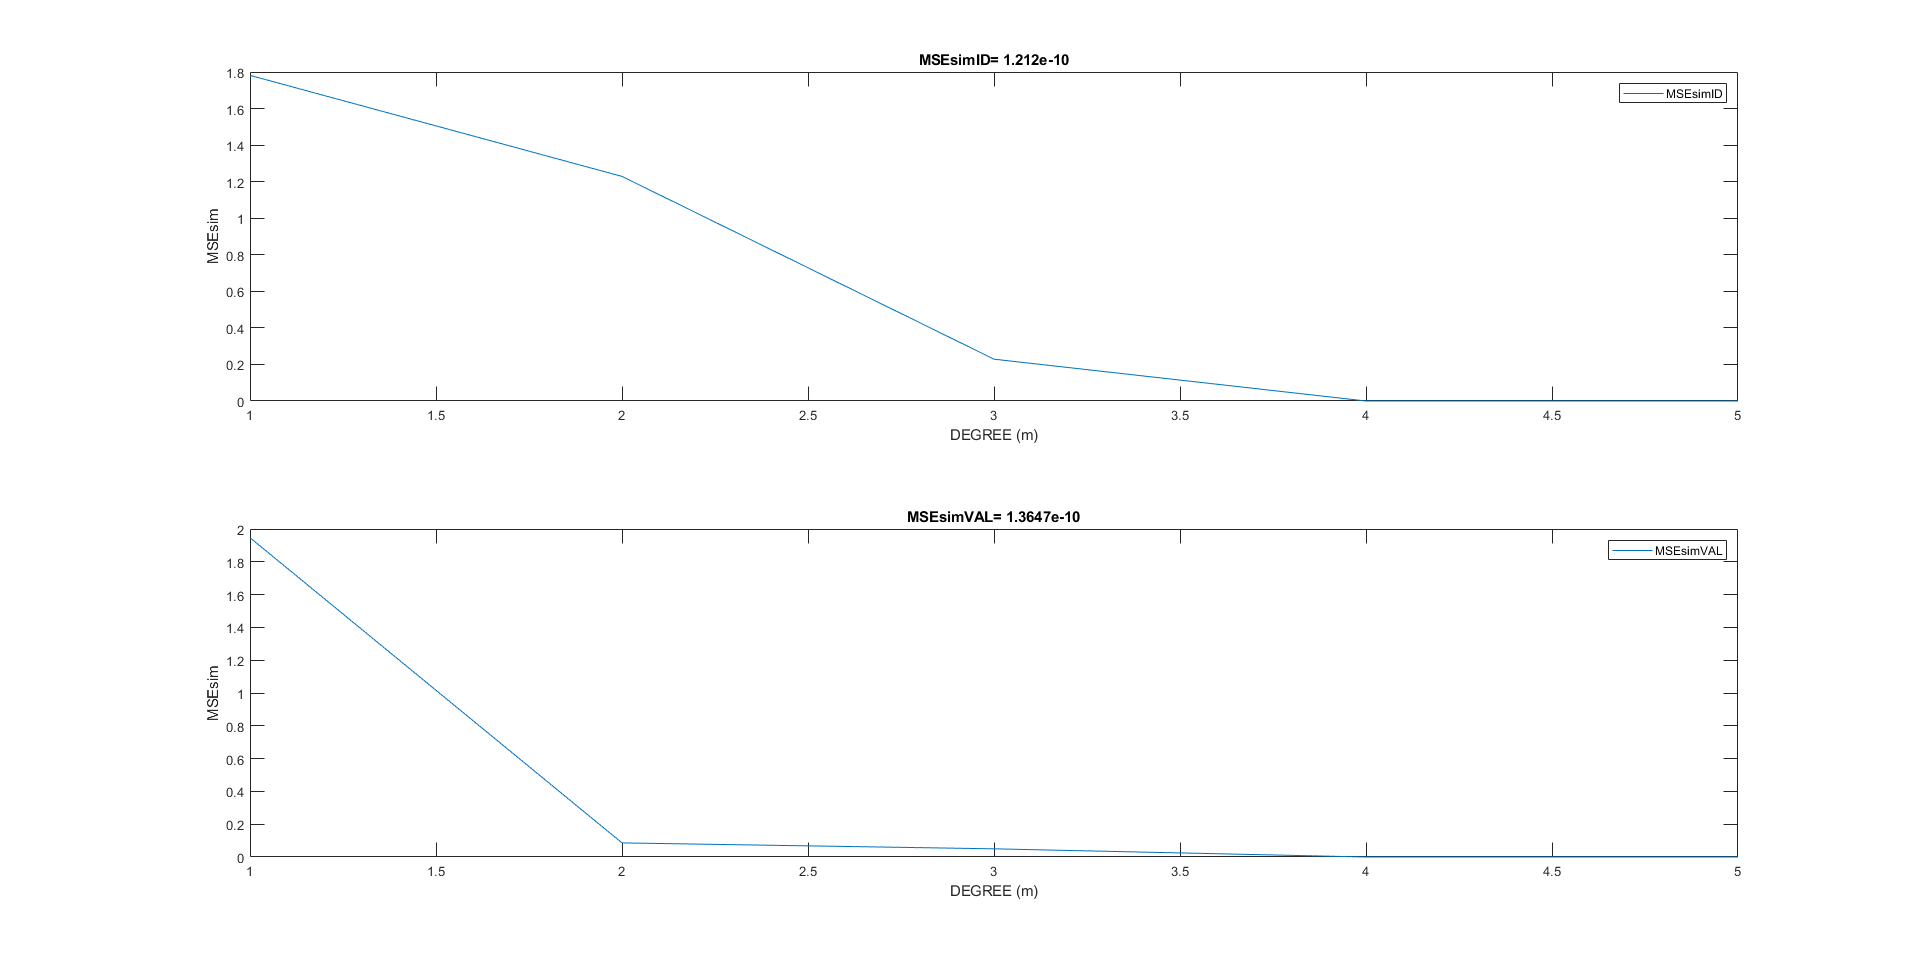 MSEsimID= 1.212e-10
1.8
1.6
1.4
1.2
1
0.8
0.6
0.4
0.2
0
MSEsim
MSEsimID
1 1.5 2 2.5 3 3.5 4 4.5 5
DEGREE (m)
MSEsimVAL= 1.3647e-10
2
1.8
1.6
1.4
1.2
1
0.8
0.6
0.4
0.2
0
MSEsim
MSEsimVAL
1 1.5 2 2.5 3 3.5 4 4.5 5
DEGREE (m)